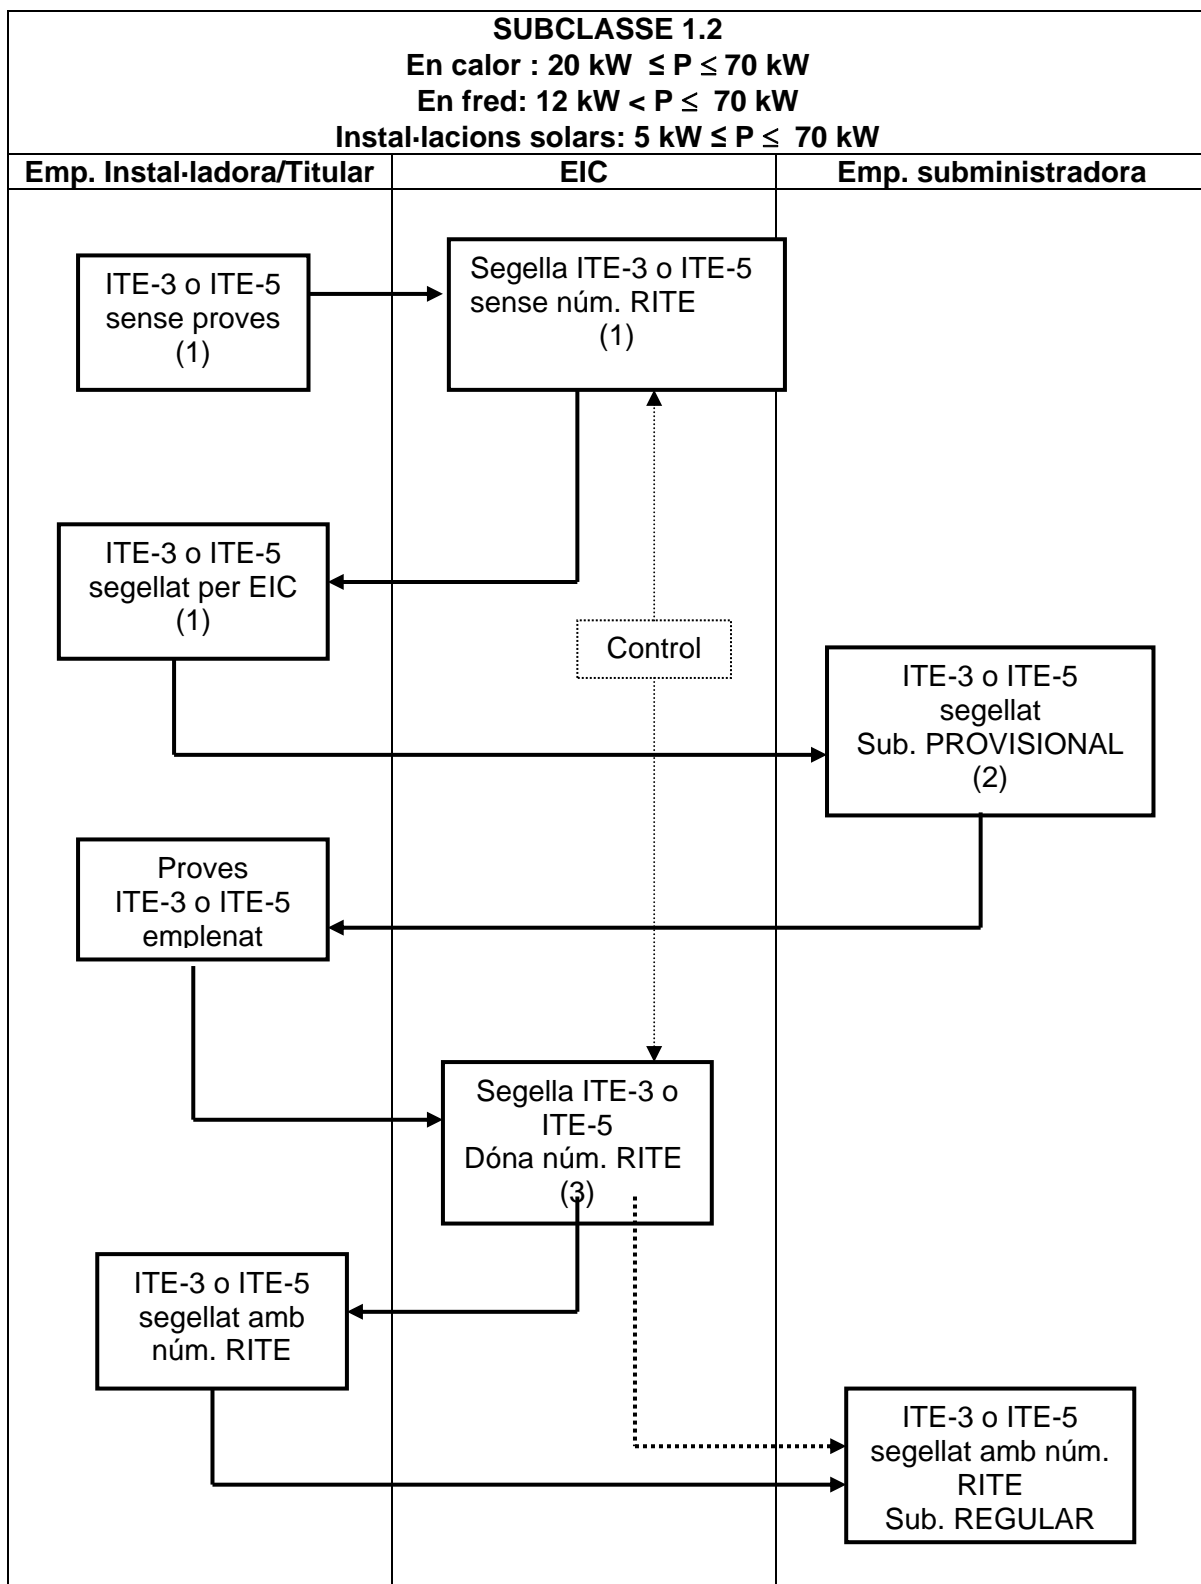 SUBCLASSE 1.2
En calor : 20 kW ≤ P ≤ 70 kW
En fred: 12 kW < P ≤ 70 kW
Instal·lacions solars: 5 kW ≤ P ≤ 70 kW
Emp. Instal·ladora/Titular
EIC
Emp. subministradora
ITE-3 o ITE-5
sense proves
(1)
Segella ITE-3 o ITE-5
sense núm. RITE
(1)
ITE-3 o ITE-5
segellat per EIC
(1)
Control
ITE-3 o ITE-5
segellat
Sub. PROVISIONAL
(2)
Proves
ITE-3 o ITE-5
emplenat
Segella ITE-3 o
ITE-5
Dóna núm. RITE
(3)
ITE-3 o ITE-5
segellat amb
núm. RITE
ITE-3 o ITE-5
segellat amb núm.
RITE
Sub. REGULAR